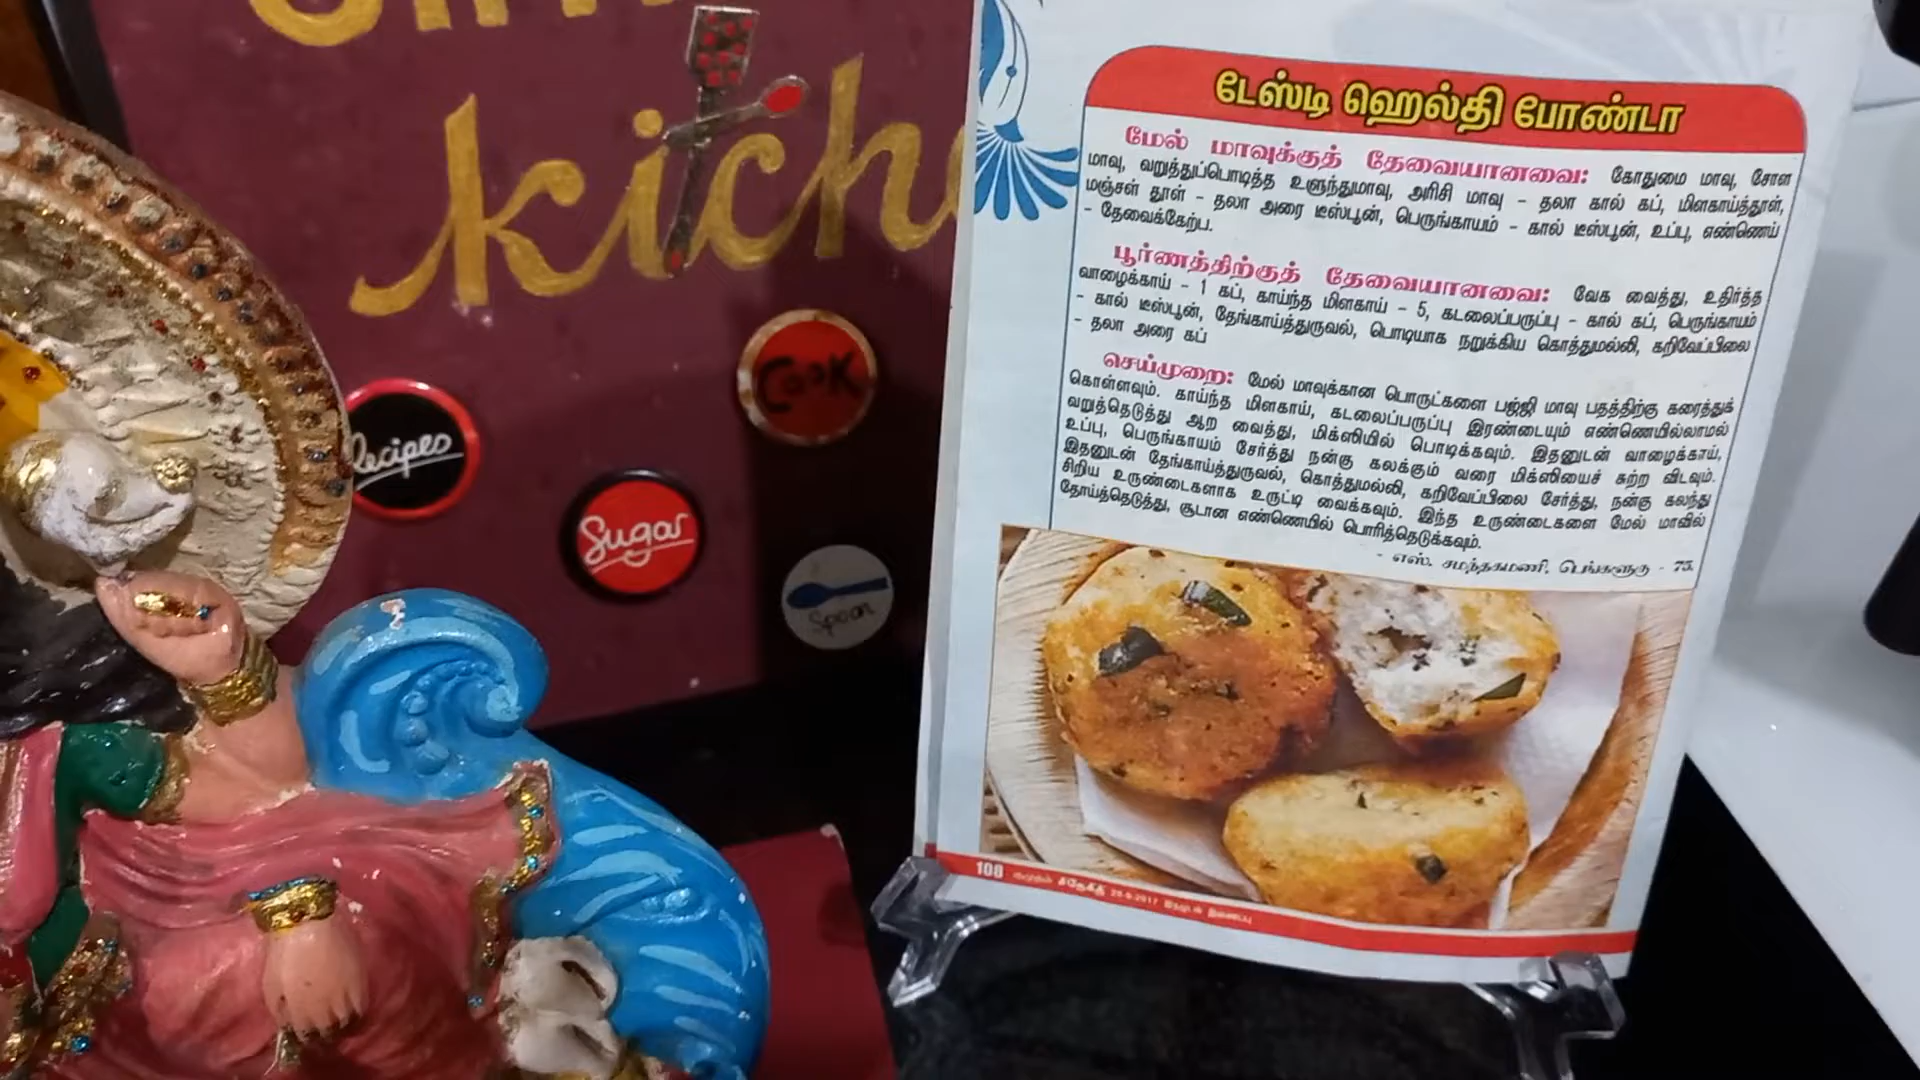 kitch
Recipes
Cook
Sugar
Spoon
டேஸ்டி ஹெல்தி போண்டா
மேல் மாவுக்குத் தேவையானவை: கோதுமை மாவு, சோள
மாவு, வறுத்துப்பொடித்த உளுந்துமாவு, அரிசி மாவு - தலா கால் கப், மிளகாய்த்தூள்,
மஞ்சள் தூள் - தலா அரை டீஸ்பூன், பெருங்காயம் - கால் டீஸ்பூன், உப்பு, எண்ணெய்
- தேவைக்கேற்ப.
பூர்ணத்திற்குத் தேவையானவை: வேக வைத்து, உதிர்த்த
வாழைக்காய் - 1 கப், காய்ந்த மிளகாய் - 5, கடலைப்பருப்பு - கால் கப், பெருங்காயம்
- கால் டீஸ்பூன், தேங்காய்த்துருவல், பொடியாக நறுக்கிய கொத்துமல்லி, கறிவேப்பிலை
- தலா அரை கப்
செய்முறை: மேல் மாவுக்கான பொருட்களை பஜ்ஜி மாவு பதத்திற்கு கரைத்துக்
கொள்ளவும். காய்ந்த மிளகாய், கடலைப்பருப்பு இரண்டையும் எண்ணெயில்லாமல்
வறுத்தெடுத்து ஆற வைத்து, மிக்ஸியில் பொடிக்கவும். இதனுடன் வாழைக்காய்,
உப்பு, பெருங்காயம் சேர்த்து நன்கு கலக்கும் வரை மிக்ஸியைச் சுற்ற விடவும்.
இதனுடன் தேங்காய்த்துருவல், கொத்துமல்லி, கறிவேப்பிலை சேர்த்து, நன்கு கலந்து
சிறிய உருண்டைகளாக உருட்டி வைக்கவும். இந்த உருண்டைகளை மேல் மாவில்
தோய்த்தெடுத்து, சூடான எண்ணெயில் பொரித்தெடுக்கவும்.
- எஸ். சமந்தகமணி, பெங்களூரு - 75.
108 குமுதம் சிநேகிதி